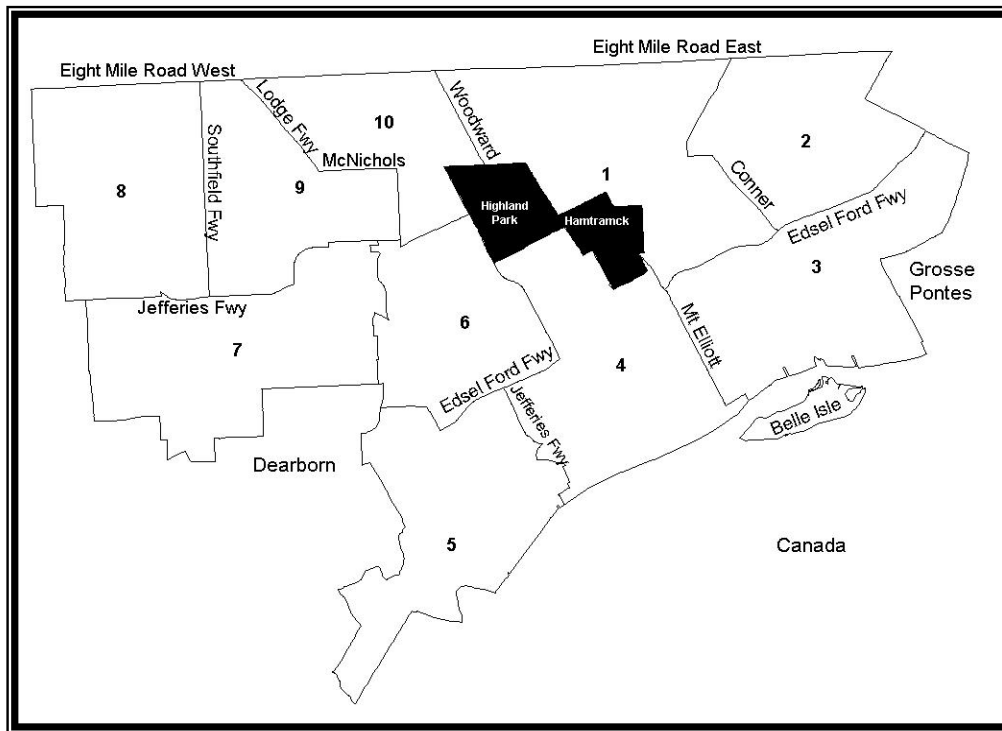 Eight Mile Road East
Eight Mile Road West
Lodge Fwy
Woodward
10
2
McNichols
Southfield Fwy
1
8
9
Conner
Highland
Park
Hamtramck
Edsel Ford Fwy
3
Grosse
Pontes
Jefferies Fwy
6
Mt Elliott
7
4
Edsel Ford Fwy
Jefferies Fwy
Belle Isle
Dearborn
5
Canada